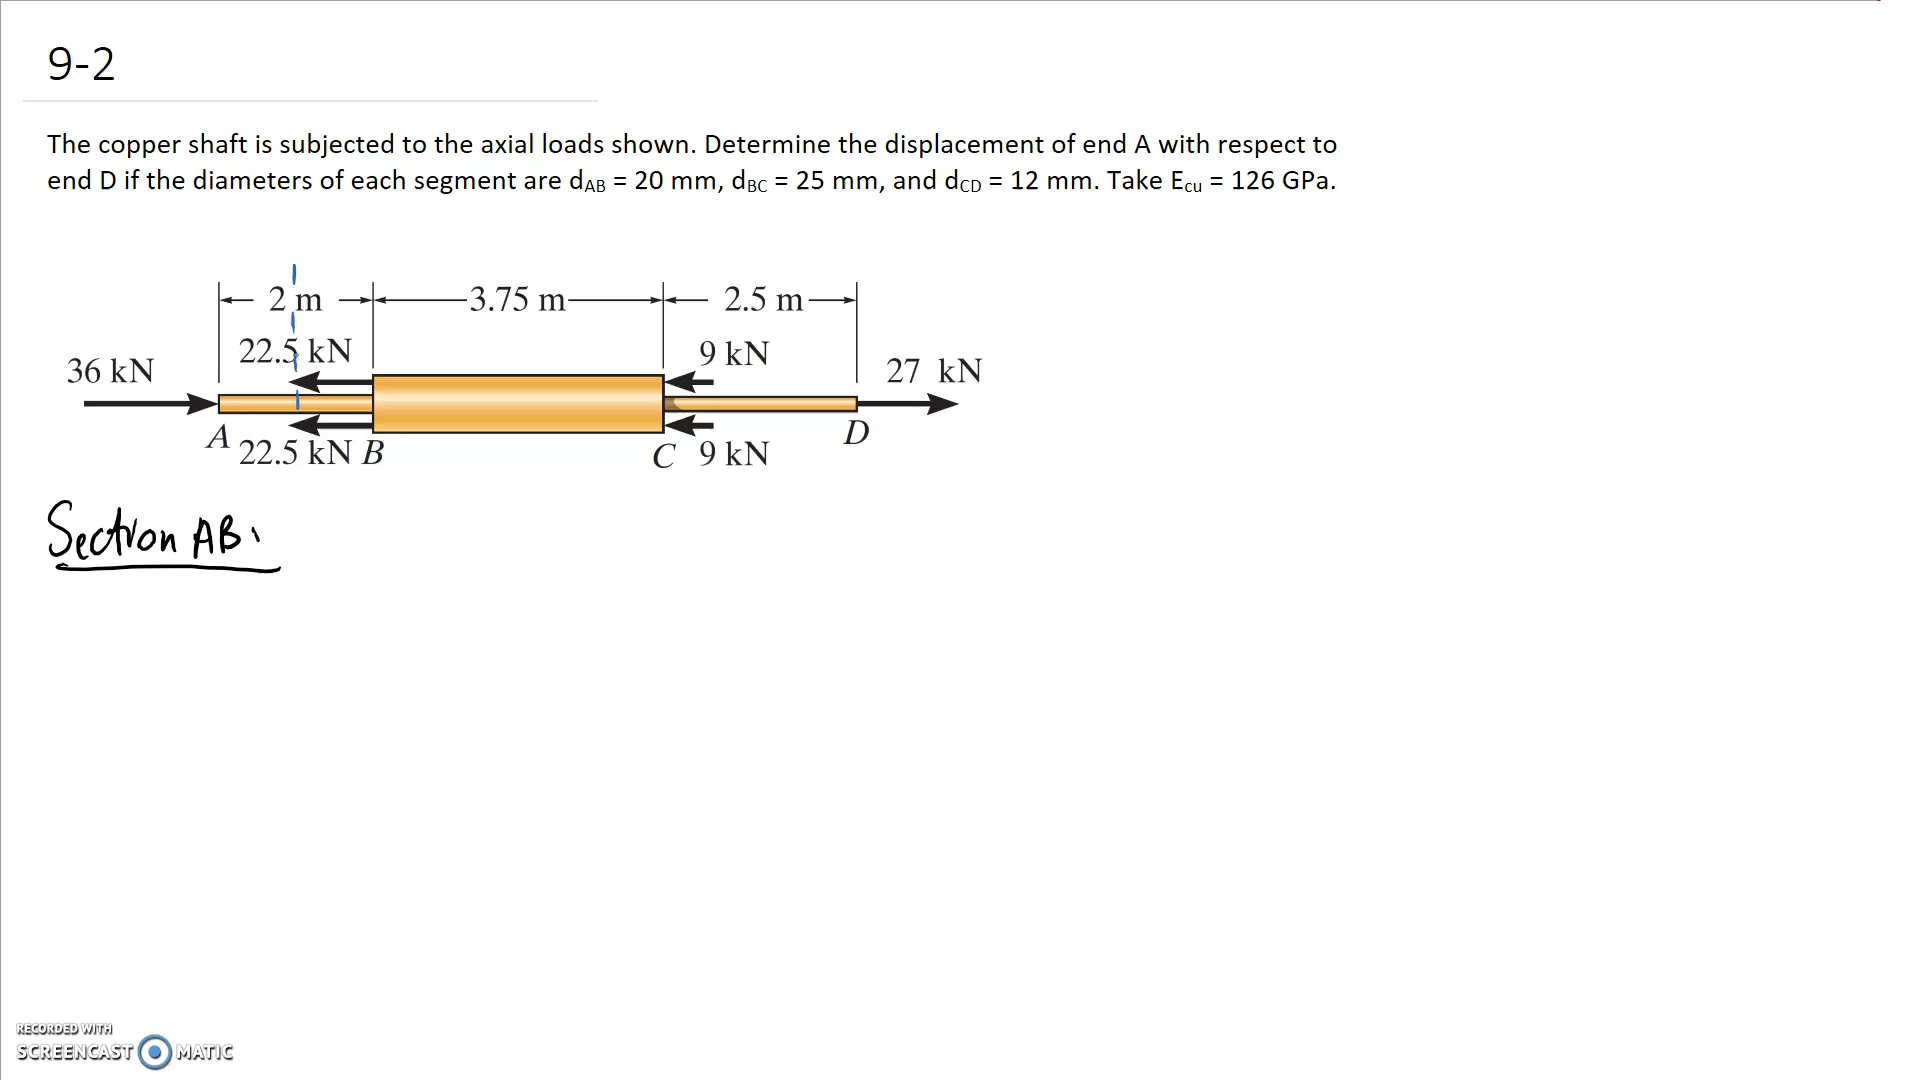 9-2
The copper shaft is subjected to the axial loads shown. Determine the displacement of end A with respect to
end D if the diameters of each segment are dAB = 20 mm, dBC = 25 mm, and dCD = 12 mm. Take Ecu = 126 GPa.
2 m 3.75 m 2.5 m
36 kN 22.5 kN 9 kN 27 kN
A 22.5 kN B C 9 kN D
Section AB:
RECORDED WITH
SCREENCAST MATIC